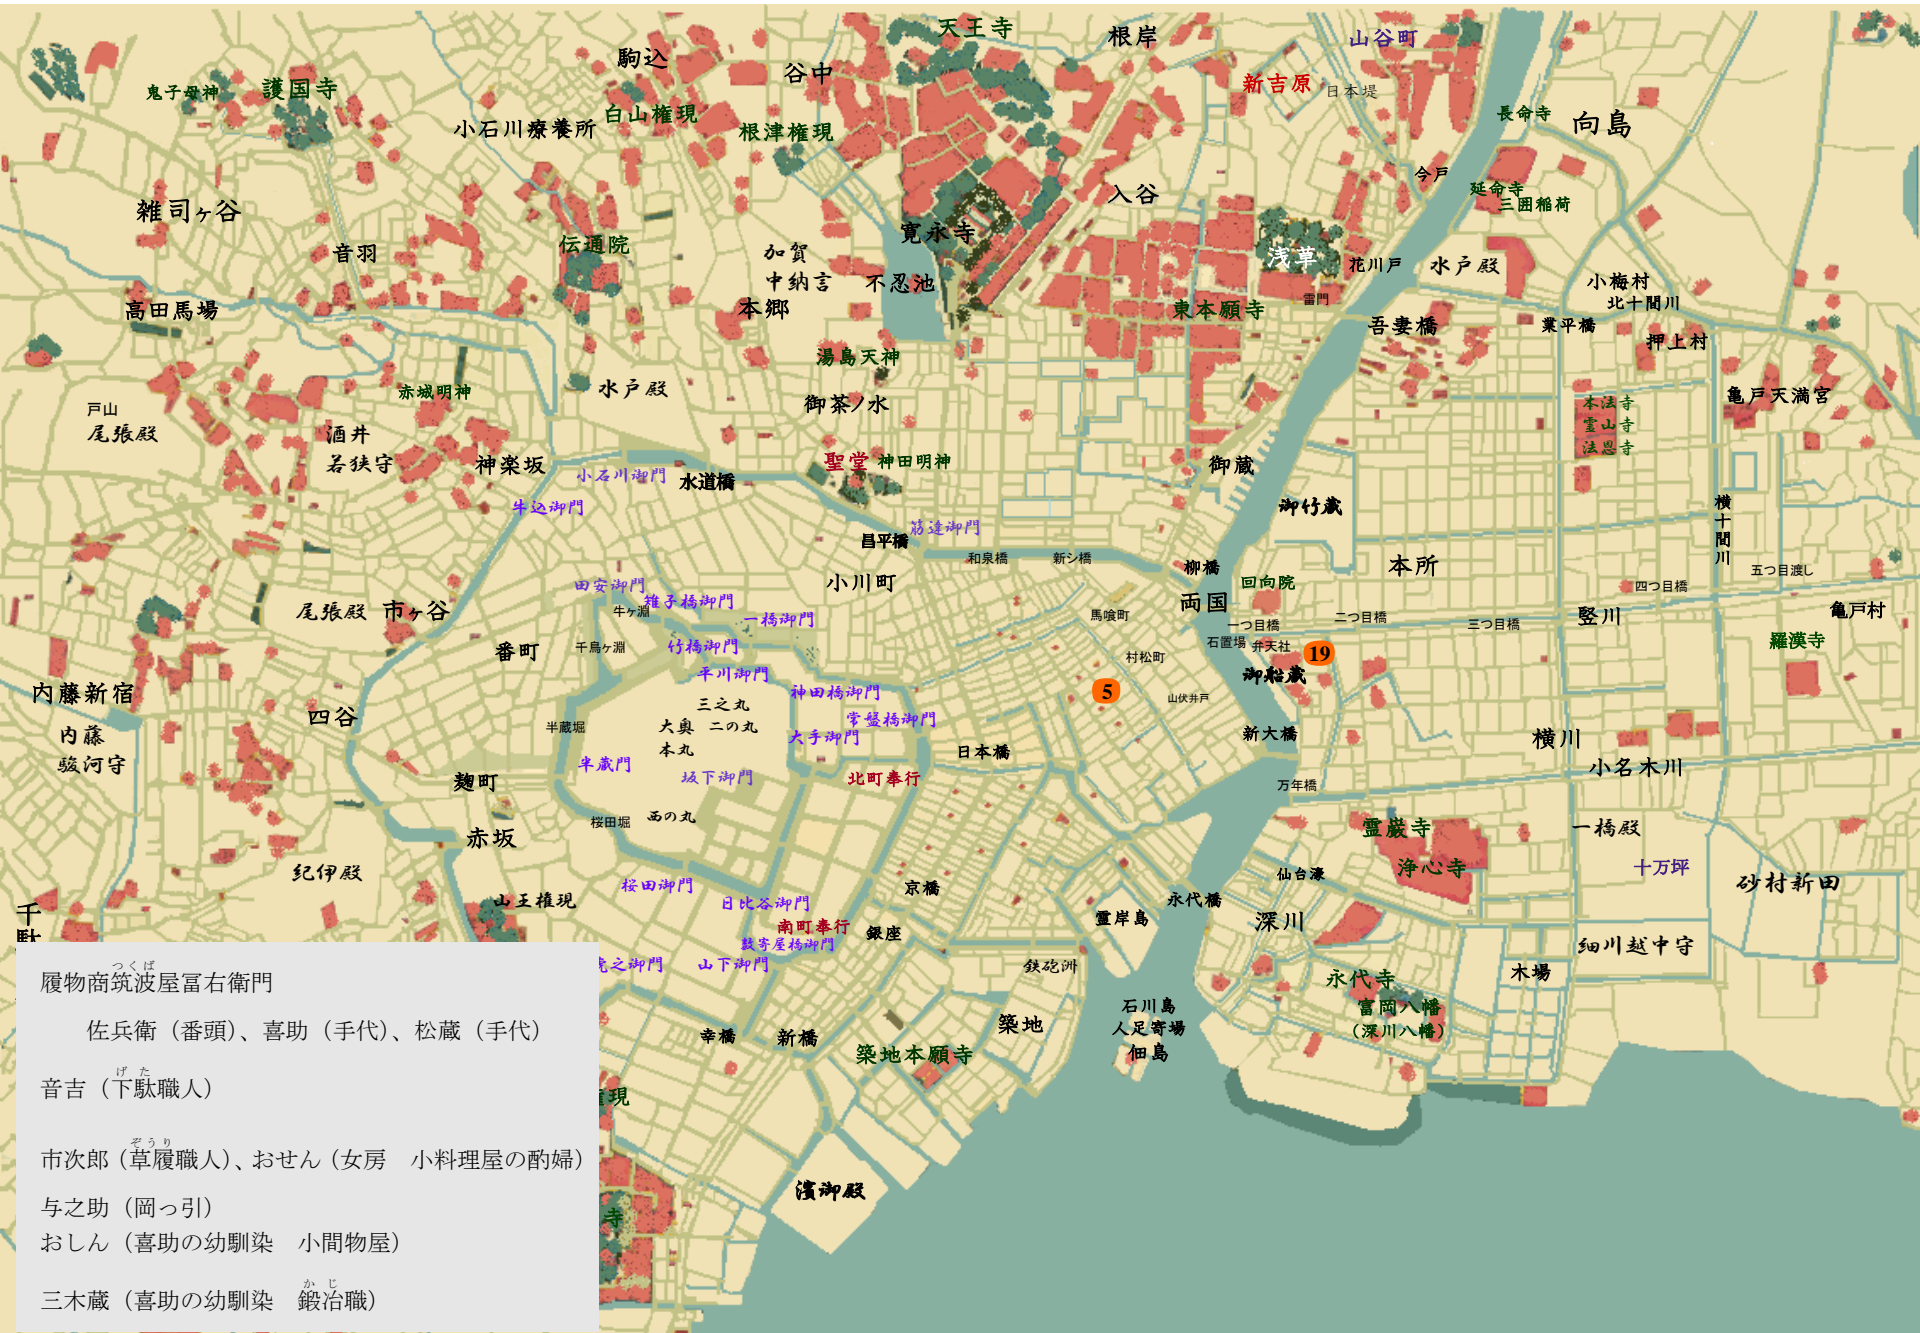 天王寺
根岸
山谷町
駒込
谷中
新吉原
日本堤
鬼子母神
護国寺
白山権現
長命寺
向島
小石川療養所
根津権現
今戸
延命寺
三囲稲荷
入谷
雑司ヶ谷
寛永寺
伝通院
音羽
加賀
中納言
不忍池
浅草
花川戸
水戸殿
小梅村
北十間川
高田馬場
本郷
雷門
東本願寺
吾妻橋
業平橋
押上村
湯島天神
赤城明神
水戸殿
御茶ノ水
亀戸天満宮
本法寺
霊山寺
法恩寺
戸山
尾張殿
酒井
若狭守
神楽坂
聖堂
神田明神
御蔵
小石川御門
水道橋
牛込御門
御竹蔵
横十間川
筋違御門
昌平橋
和泉橋
新シ橋
柳橋
本所
五つ目渡し
田安御門
小川町
回向院
四つ目橋
雉子橋御門
牛ヶ淵
一橋御門
両国
馬喰町
尾張殿
市ヶ谷
一つ目橋
二つ目橋
三つ目橋
竪川
亀戸村
番町
千鳥ヶ淵
竹橋御門
石置場
弁天社
19
羅漢寺
村松町
平川御門
御船蔵
内藤新宿
神田橋御門
5
山伏井戸
四谷
三之丸
大奥
二の丸
常盤橋御門
半蔵堀
大手御門
内藤
駿河守
本丸
日本橋
新大橋
横川
半蔵門
坂下御門
北町奉行
小名木川
麹町
万年橋
桜田堀
西の丸
赤坂
霊巌寺
一橋殿
紀伊殿
浄心寺
十万坪
仙台濠
砂村新田
桜田御門
京橋
山王権現
日比谷御門
永代橋
千駄
南町奉行
銀座
霊岸島
深川
数寄屋橋御門
細川越中守
虎之御門
山下御門
鉄砲洲
木場
永代寺
石川島
人足寄場
佃島
富岡八幡
(深川八幡)
築地
幸橋
新橋
築地本願寺
権現
濱御殿
寺
つくば
履物商筑波屋冨右衛門
佐兵衛（番頭）、喜助（手代）、松蔵（手代）
げた
音吉（下駄職人）
ぞうり
市次郎（草履職人）、おせん（女房　小料理屋の酌婦）
与之助（岡っ引）
おしん（喜助の幼馴染　小間物屋）
かじ
三木蔵（喜助の幼馴染　鍛冶職）